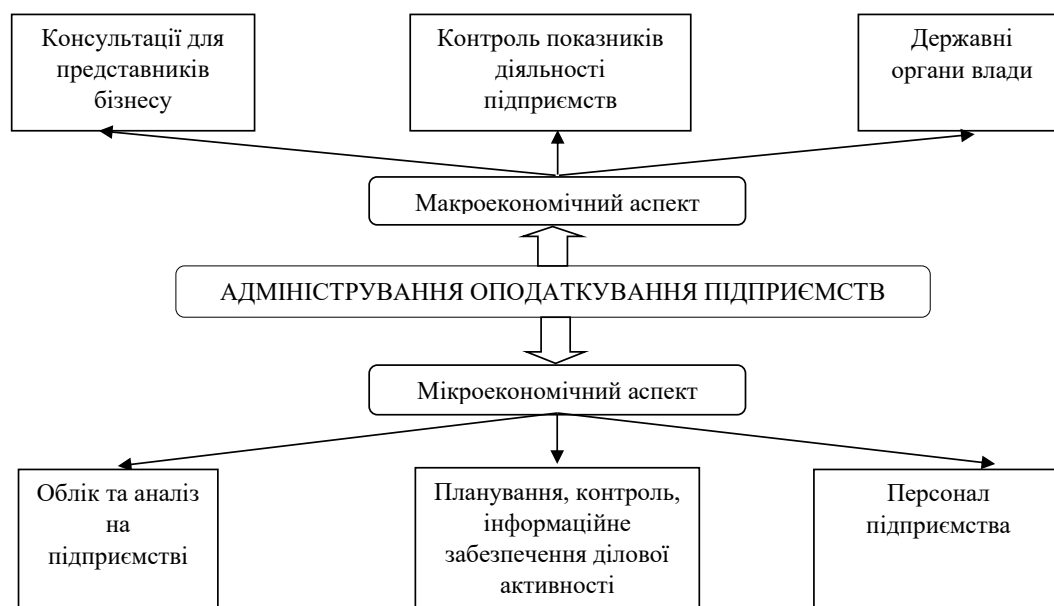 Консультації для
представників
бізнесу
Контроль показників
діяльності
підприємств
Державні
органи влади
Макроекономічний аспект
АДМІНІСТРУВАННЯ ОПОДАТКУВАННЯ ПІДПРИЄМСТВ
Мікроекономічний аспект
Облік та аналіз
на
підприємстві
Планування, контроль,
інформаційне
забезпечення ділової
активності
Персонал
підприємства